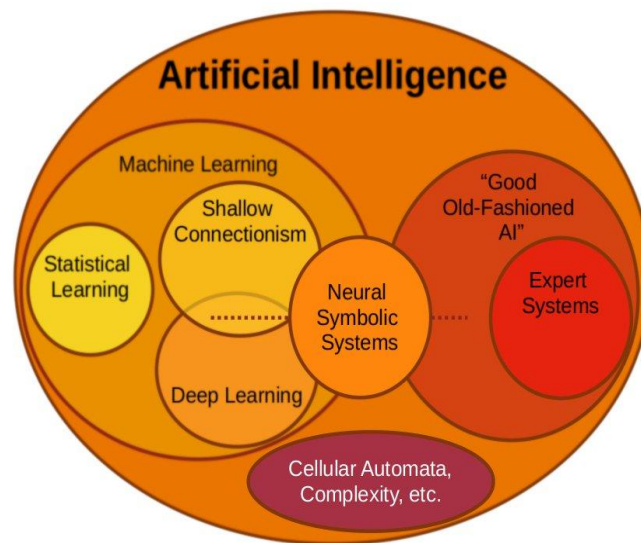 Artificial Intelligence
Machine Learning
Shallow
Connectionism
Statistical
Learning
Deep Learning
Neural
Symbolic
Systems
“Good
Old-Fashioned
AI”
Expert
Systems
Cellular Automata,
Complexity, etc.